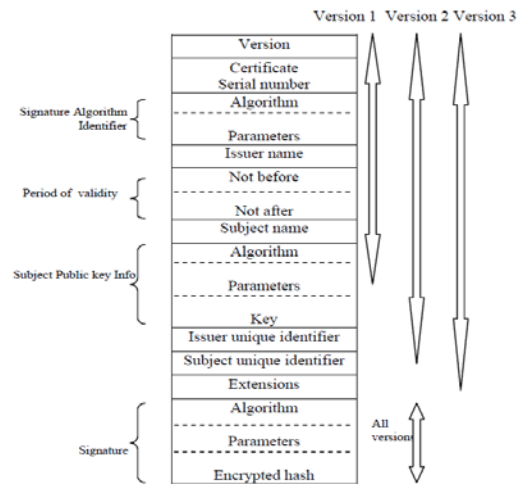 Version 1 Version 2 Version 3
Version
Certificate
Serial number
Signature Algorithm
Identifier
Algorithm
Parameters
Issuer name
Period of validity
Not before
Not after
Subject name
Subject Public key Info
Algorithm
Parameters
Key
Issuer unique identifier
Subject unique identifier
Extensions
Signature
Algorithm
Parameters
Encrypted hash
All
versions